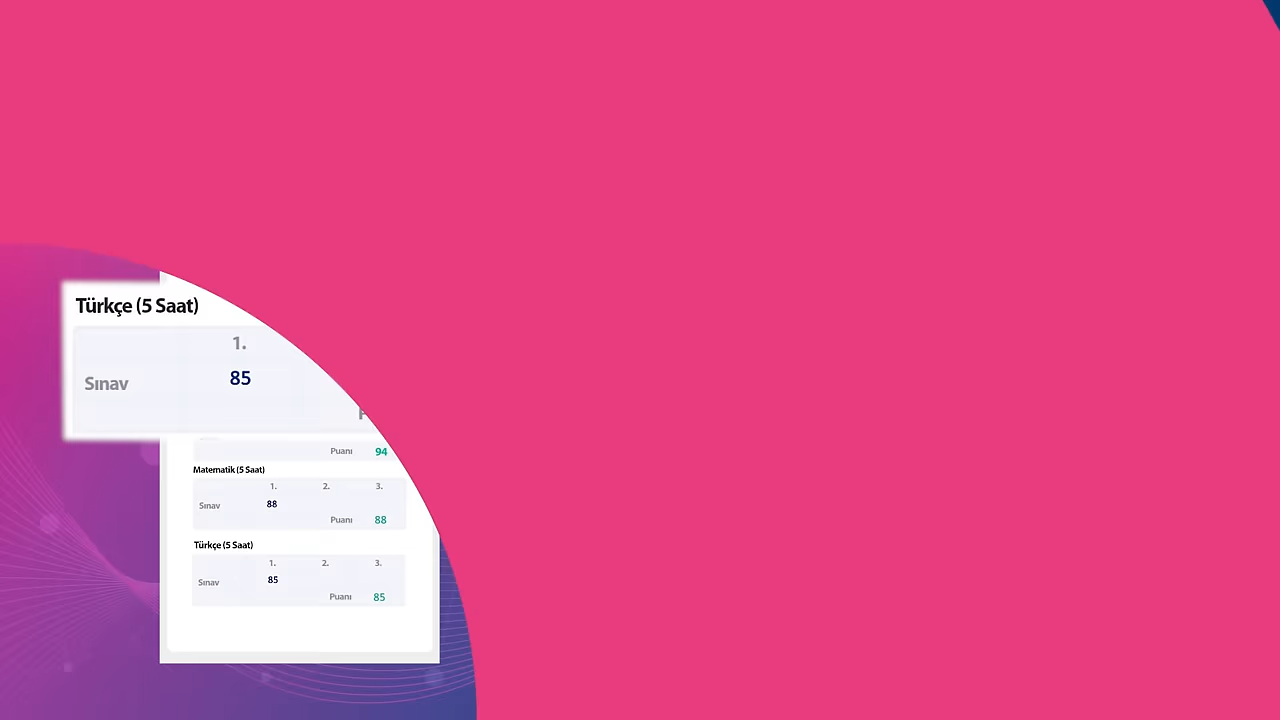 Türkçe (5 Saat)
1.
Sınav 85
Puanı 94
Matematik (5 Saat)
1. 2. 3.
Sınav 88
Puanı 88
Türkçe (5 Saat)
1. 2. 3.
Sınav 85
Puanı 85